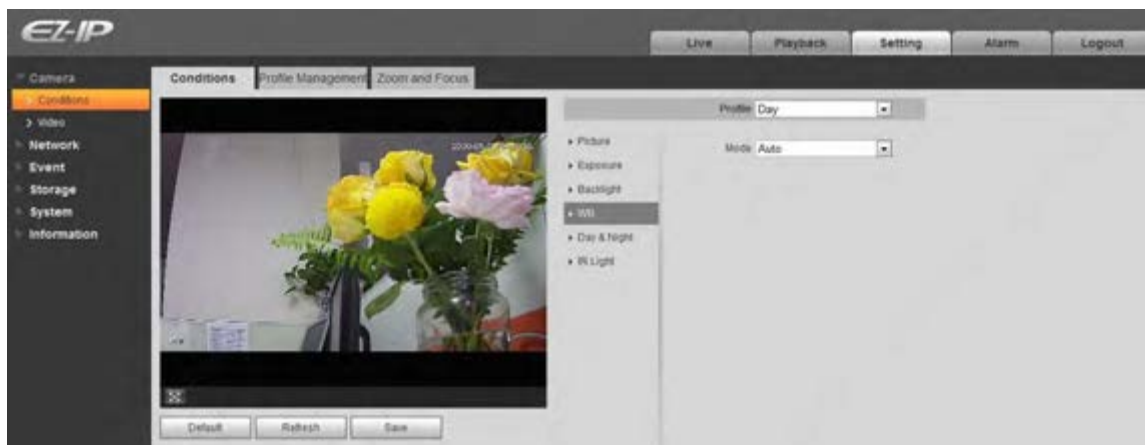 EZ-IP
Live
Playback
Setting
Alarm
Logout
Camera
Conditions
Video
Network
Event
Storage
System
Information
Conditions
Profile Management
Zoom and Focus
Profile Day
Mode Auto
Picture
Exposure
Backlight
WB
Day & Night
IR Light
Default
Refresh
Save